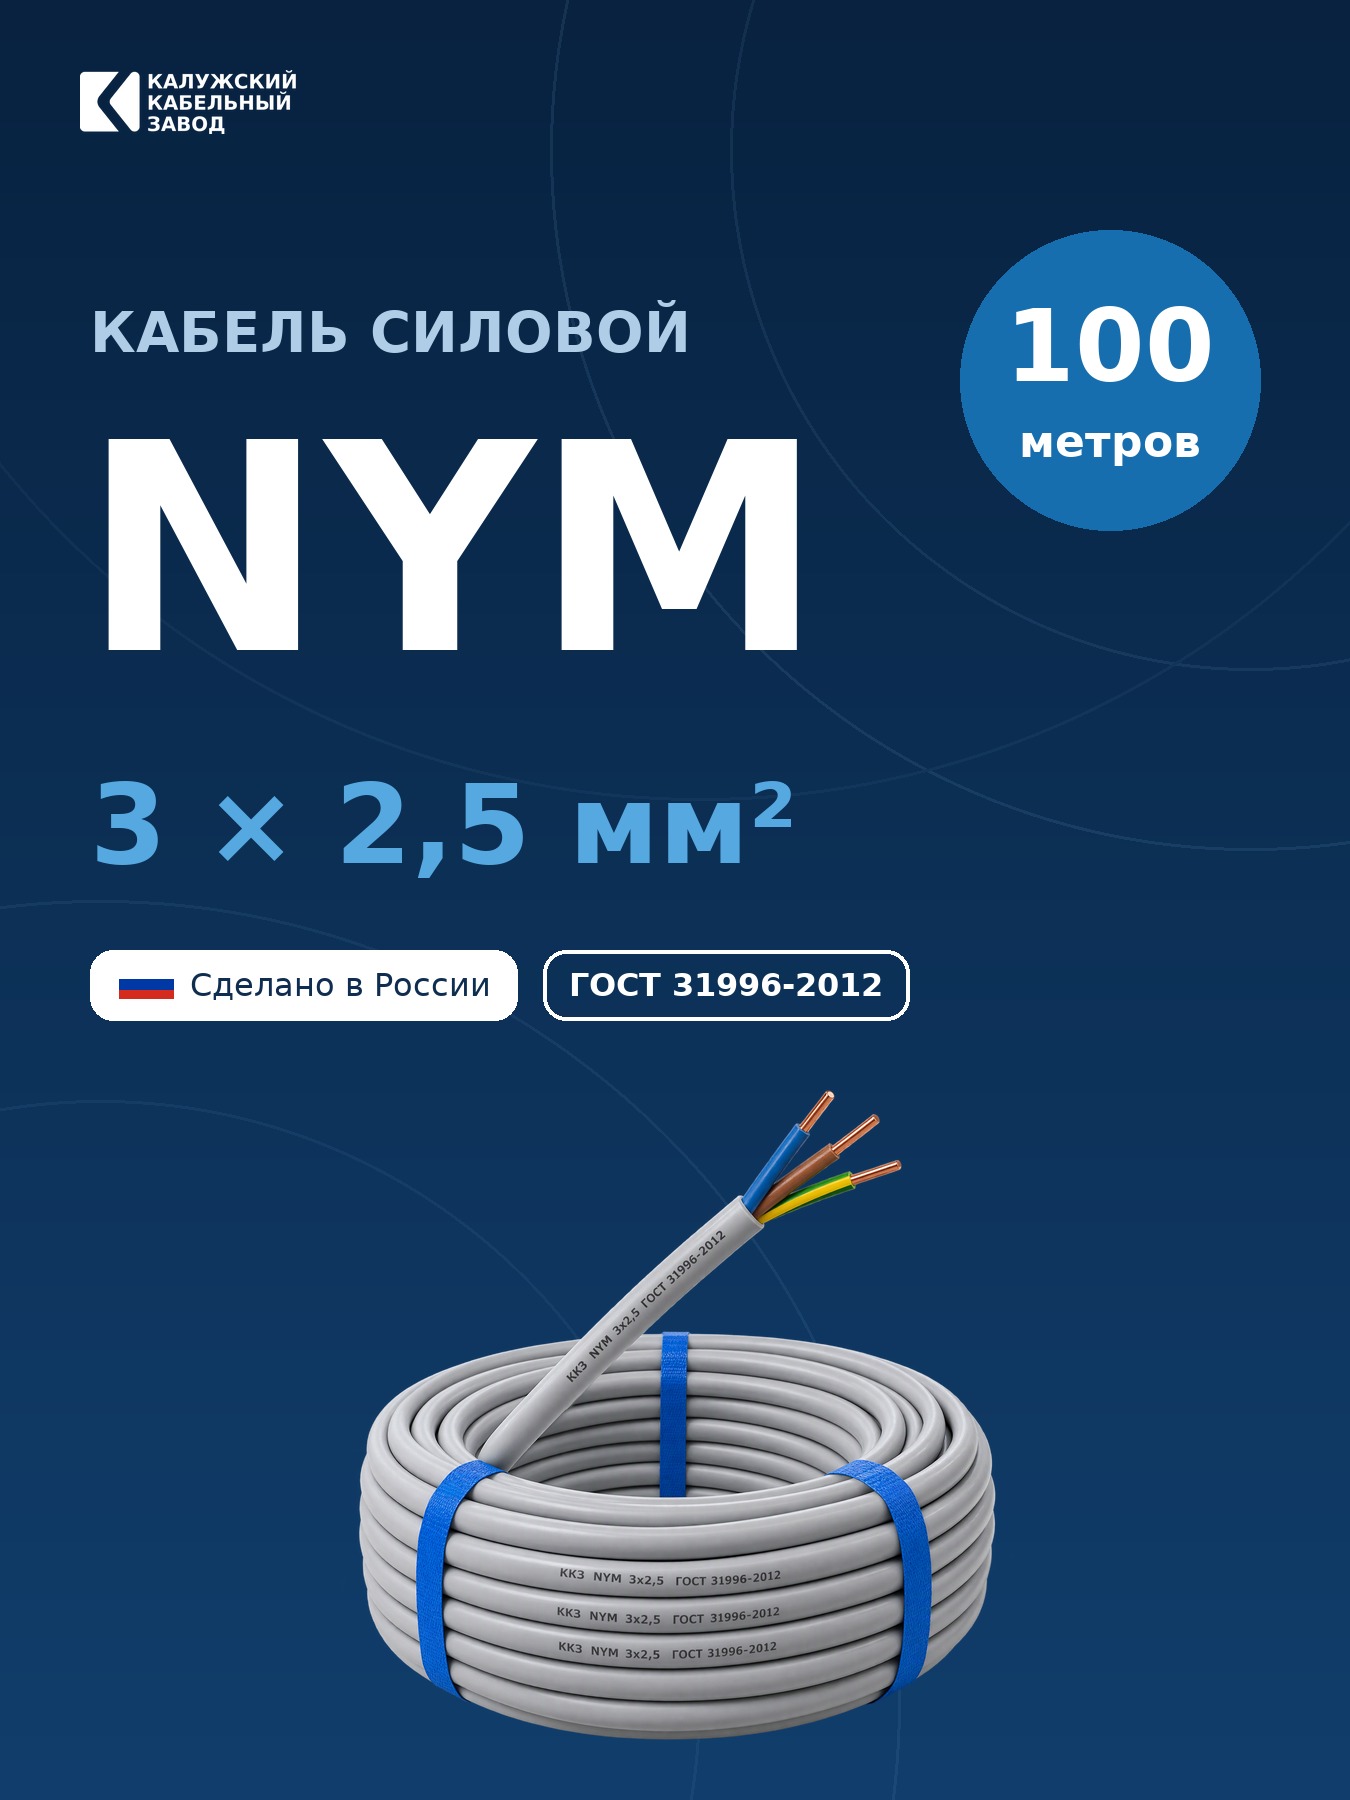 КАЛУЖСКИЙ
КАБЕЛЬНЫЙ
ЗАВОД
КАБЕЛЬ СИЛОВОЙ
100
метров
NYM
3 × 2,5 мм²
Сделано в России
ГОСТ 31996-2012
ККЗ NYM 3x2,5 ГОСТ 31996-2012
ККЗ NYM 3x2,5 ГОСТ 31996-2012
ККЗ NYM 3x2,5 ГОСТ 31996-2012
ККЗ NYM 3x2,5 ГОСТ 31996-2012